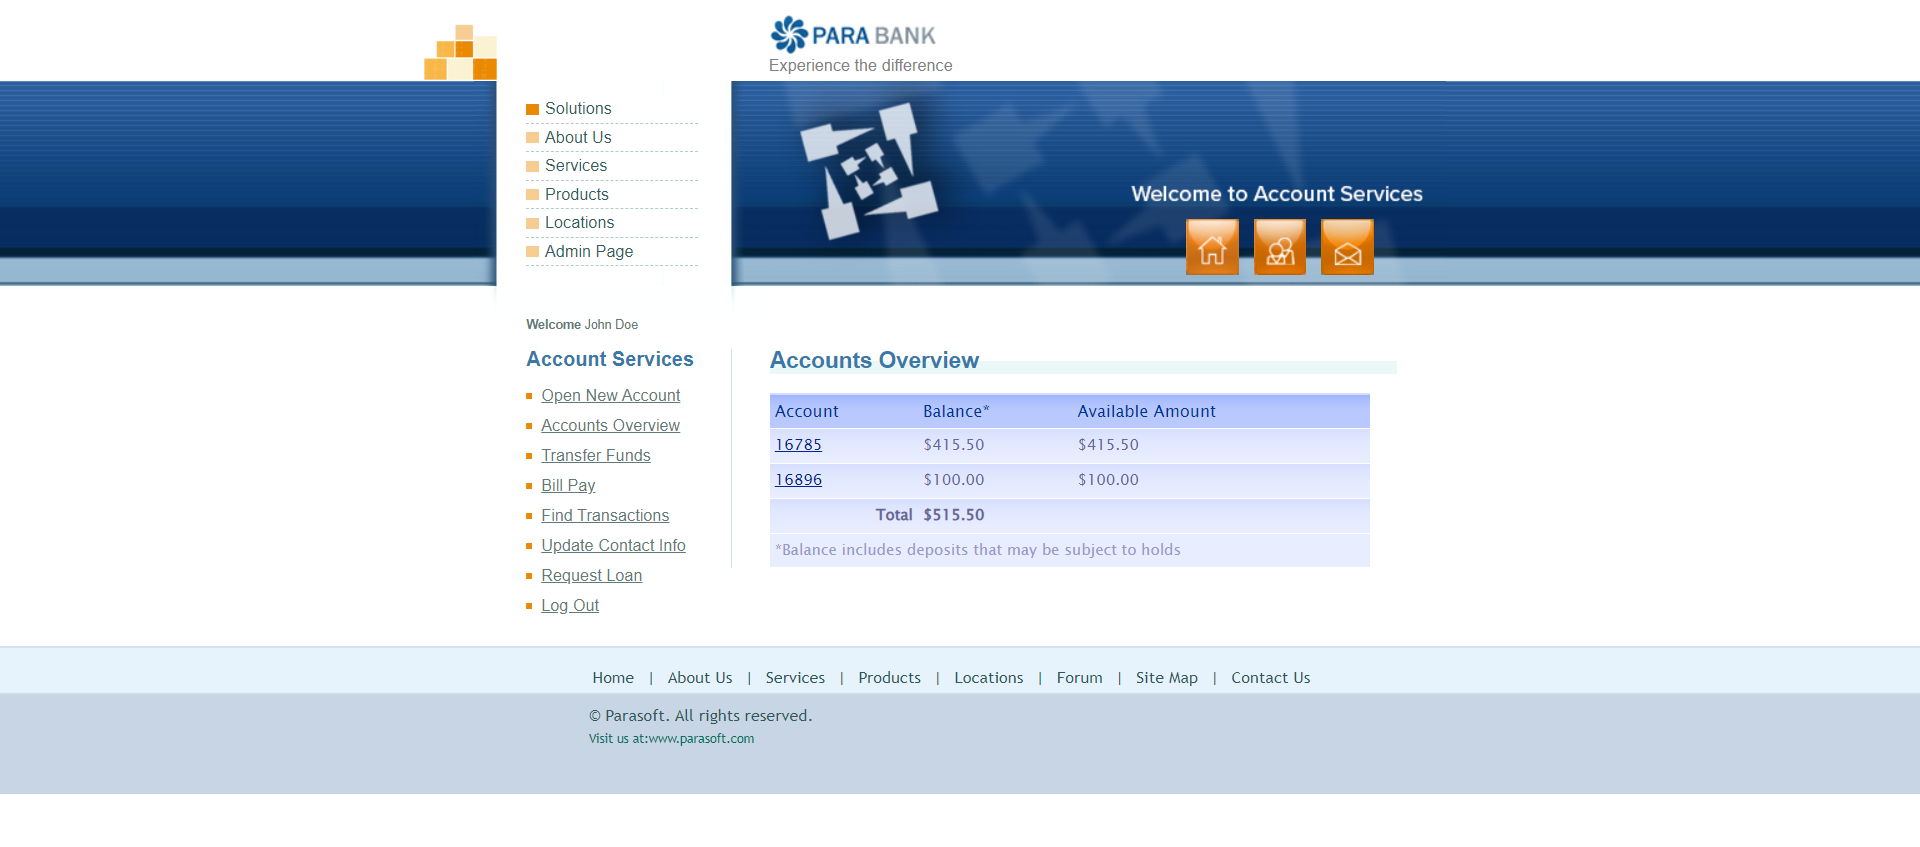 PARA BANK
Experience the difference
Solutions
About Us
Services
Products
Locations
Admin Page
Welcome to Account Services
Welcome John Doe
Account Services
Open New Account
Accounts Overview
Transfer Funds
Bill Pay
Find Transactions
Update Contact Info
Request Loan
Log Out
Accounts Overview
Account Balance* Available Amount
16785 $415.50 $415.50
16896 $100.00 $100.00
Total $515.50
*Balance includes deposits that may be subject to holds
Home | About Us | Services | Products | Locations | Forum | Site Map | Contact Us
© Parasoft. All rights reserved.
Visit us at:www.parasoft.com